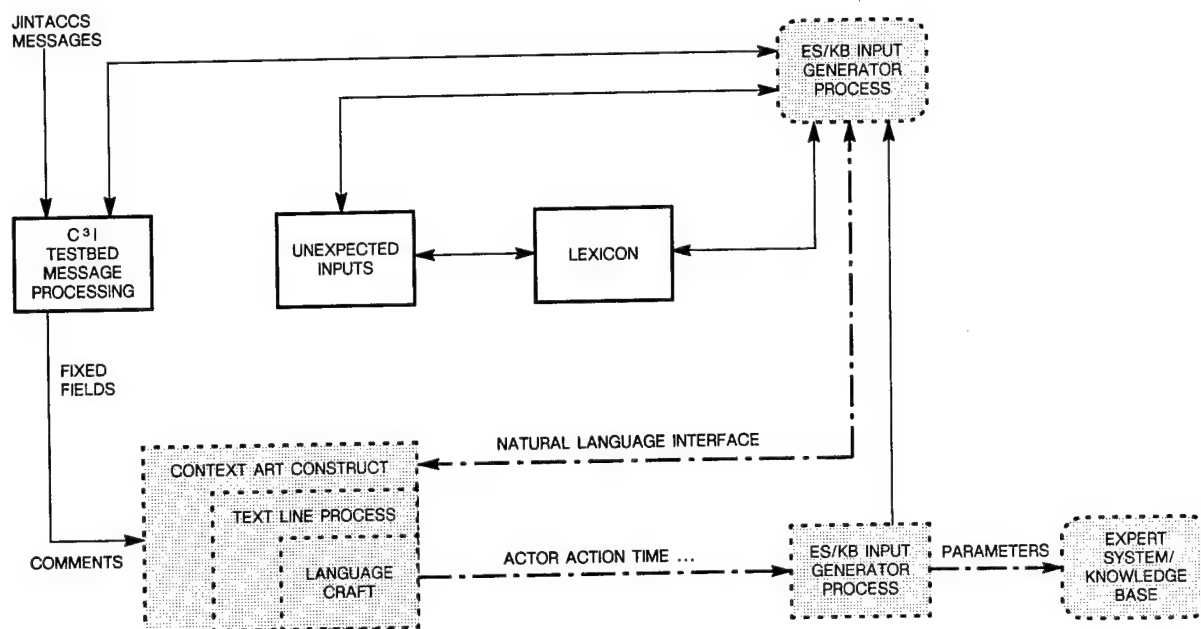 JINTACCS
MESSAGES
ES/KB INPUT
GENERATOR
PROCESS
C³I
TESTBED
MESSAGE
PROCESSING
UNEXPECTED
INPUTS
LEXICON
FIXED
FIELDS
NATURAL LANGUAGE INTERFACE
CONTEXT ART CONSTRUCT
TEXT LINE PROCESS
LANGUAGE
CRAFT
COMMENTS
ACTOR ACTION TIME ...
ES/KB INPUT
GENERATOR
PROCESS
PARAMETERS
EXPERT
SYSTEM/
KNOWLEDGE
BASE